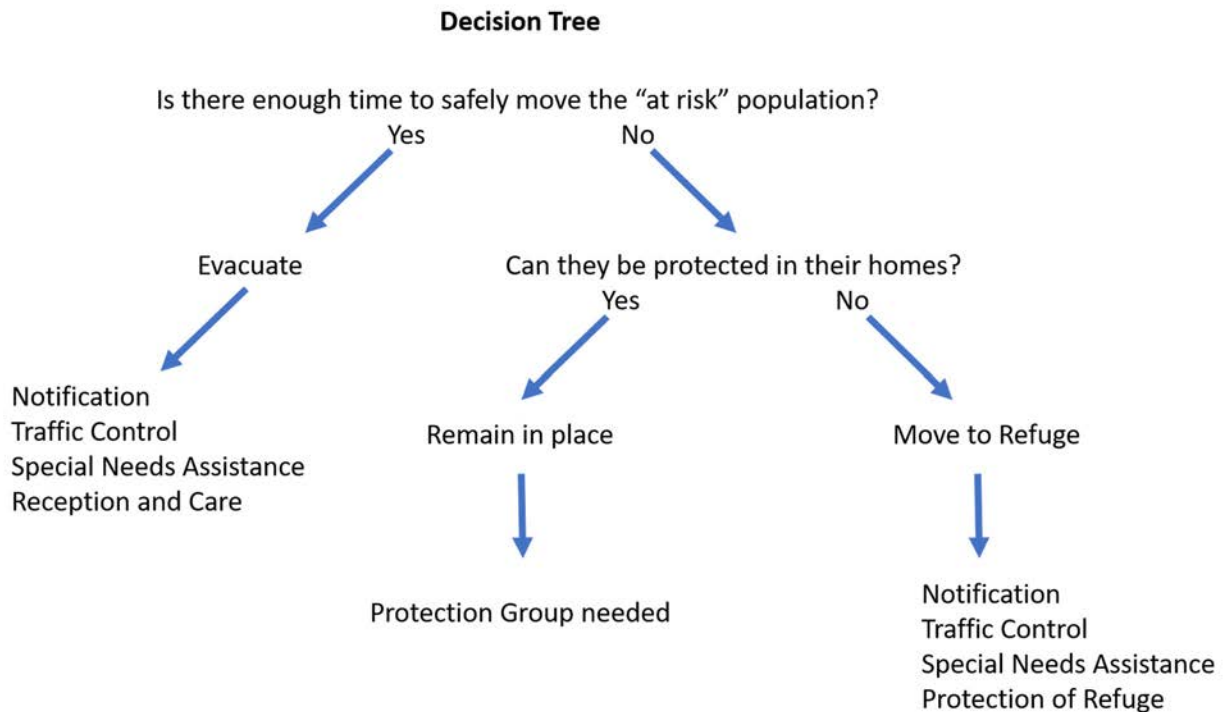 Decision Tree
Is there enough time to safely move the “at risk” population?
Yes
No
Evacuate
Can they be protected in their homes?
Yes
No
Notification
Traffic Control
Special Needs Assistance
Reception and Care
Remain in place
Move to Refuge
Protection Group needed
Notification
Traffic Control
Special Needs Assistance
Protection of Refuge